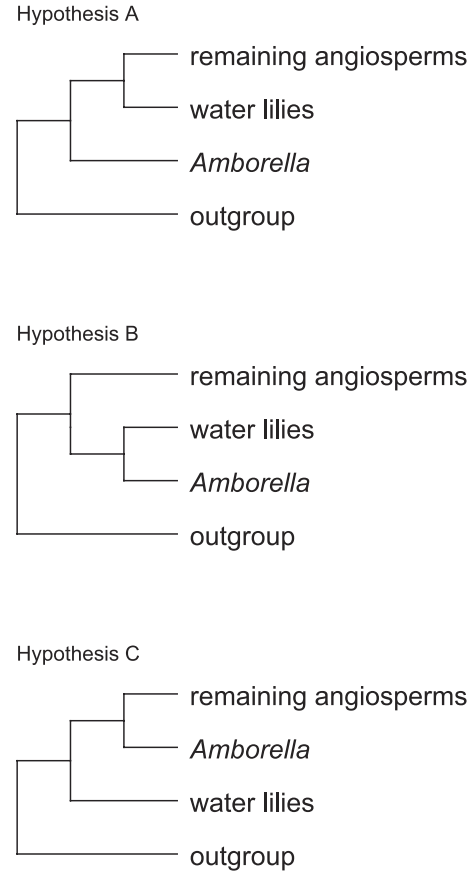 Hypothesis A
remaining angiosperms
water lilies
Amborella
outgroup
Hypothesis B
remaining angiosperms
water lilies
Amborella
outgroup
Hypothesis C
remaining angiosperms
Amborella
water lilies
outgroup